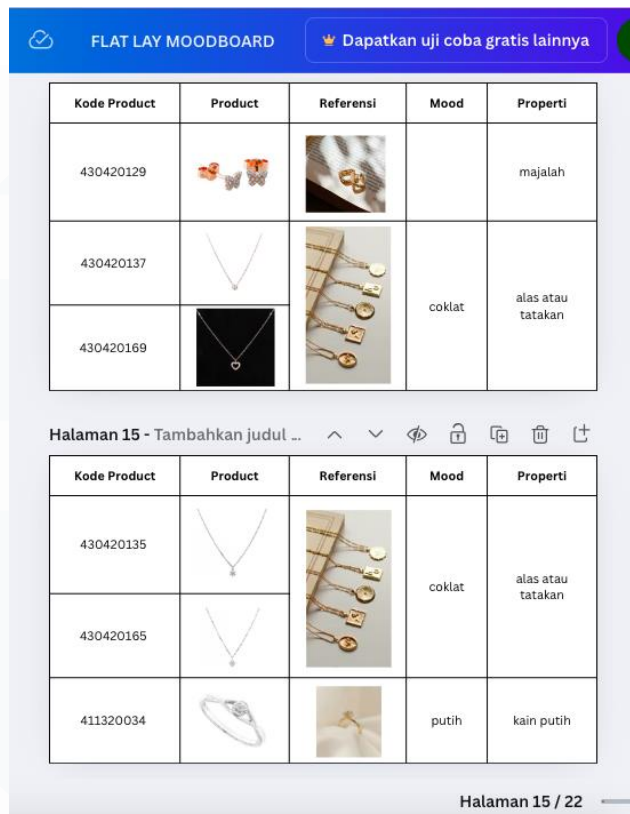 FLAT LAY MOODBOARD
Dapatkan uji coba gratis lainnya
Kode Product Product Referensi Mood Properti
430420129 majalah
430420137
coklat alas atau
tatakan
430420169
Halaman 15 - Tambahkan judul ...
Kode Product Product Referensi Mood Properti
430420135
coklat alas atau
tatakan
430420165
411320034 putih kain putih
Halaman 15 / 22